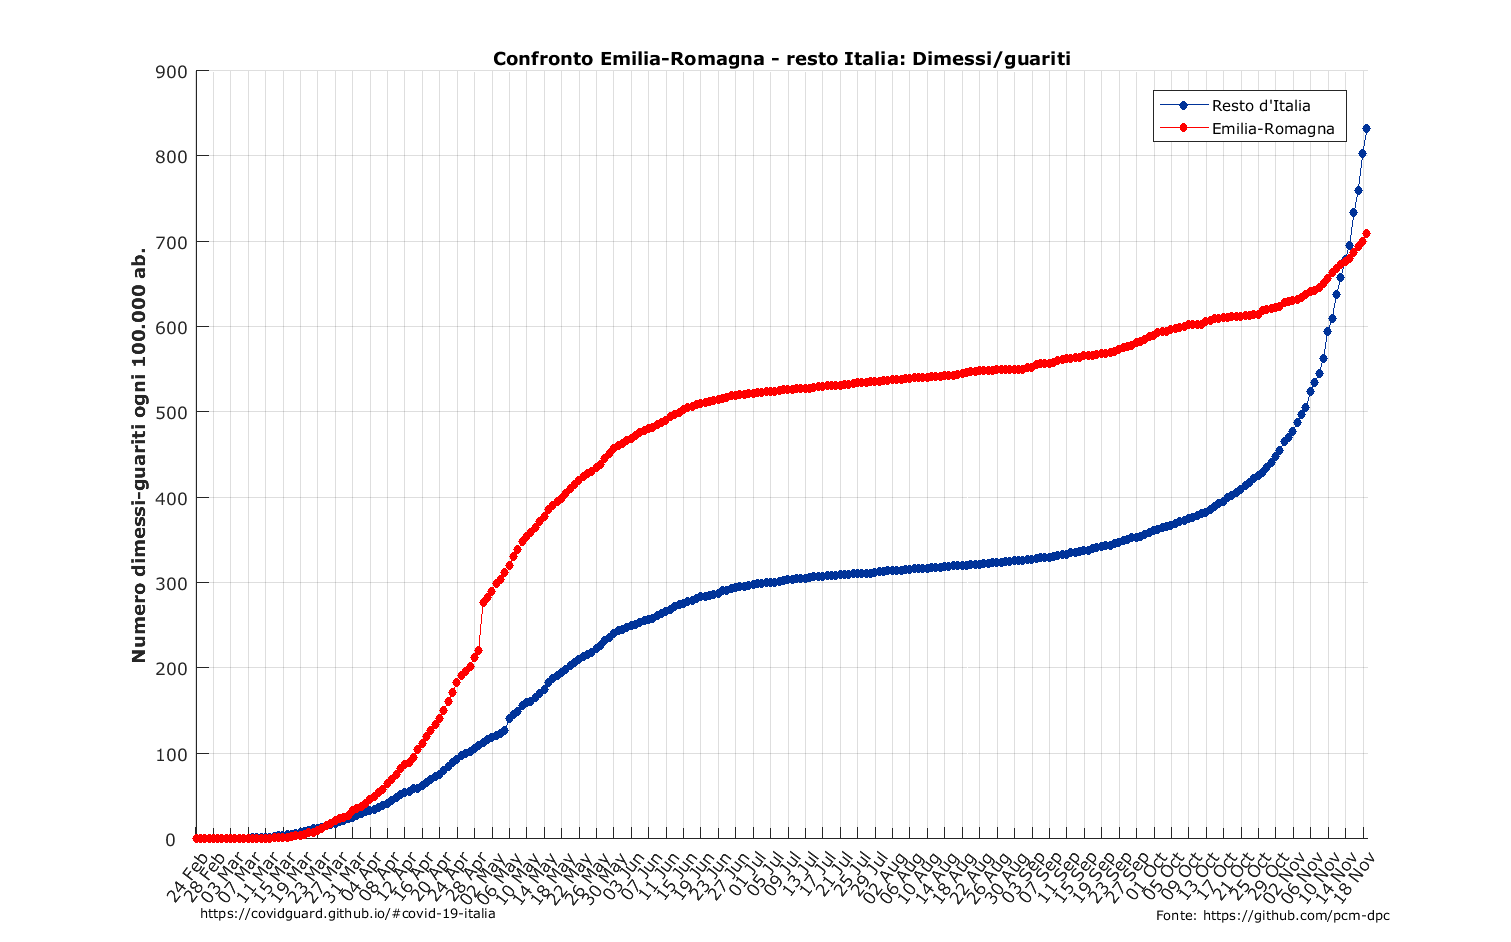 Confronto Emilia-Romagna - resto Italia: Dimessi/guariti
Resto d'Italia
Emilia-Romagna
Numero dimessi-guariti ogni 100.000 ab.
900
800
700
600
500
400
300
200
100
0
24 Feb
28 Feb
03 Mar
07 Mar
11 Mar
15 Mar
19 Mar
23 Mar
27 Mar
31 Mar
04 Apr
08 Apr
12 Apr
16 Apr
20 Apr
24 Apr
28 Apr
02 May
06 May
10 May
14 May
18 May
22 May
26 May
30 May
03 Jun
07 Jun
11 Jun
15 Jun
19 Jun
23 Jun
27 Jun
01 Jul
05 Jul
09 Jul
13 Jul
17 Jul
21 Jul
25 Jul
29 Jul
02 Aug
06 Aug
10 Aug
14 Aug
18 Aug
22 Aug
26 Aug
30 Aug
03 Sep
07 Sep
11 Sep
15 Sep
19 Sep
23 Sep
27 Sep
01 Oct
05 Oct
09 Oct
13 Oct
17 Oct
21 Oct
25 Oct
29 Oct
02 Nov
06 Nov
10 Nov
14 Nov
18 Nov
https://covidguard.github.io/#covid-19-italia
Fonte: https://github.com/pcm-dpc